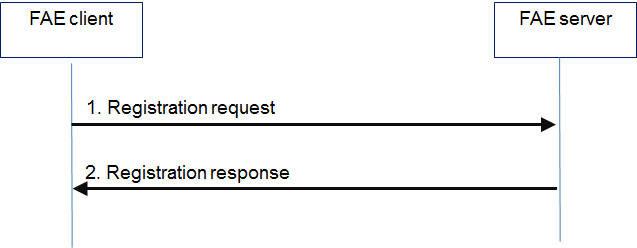 FAE client
FAE server
1. Registration request
2. Registration response